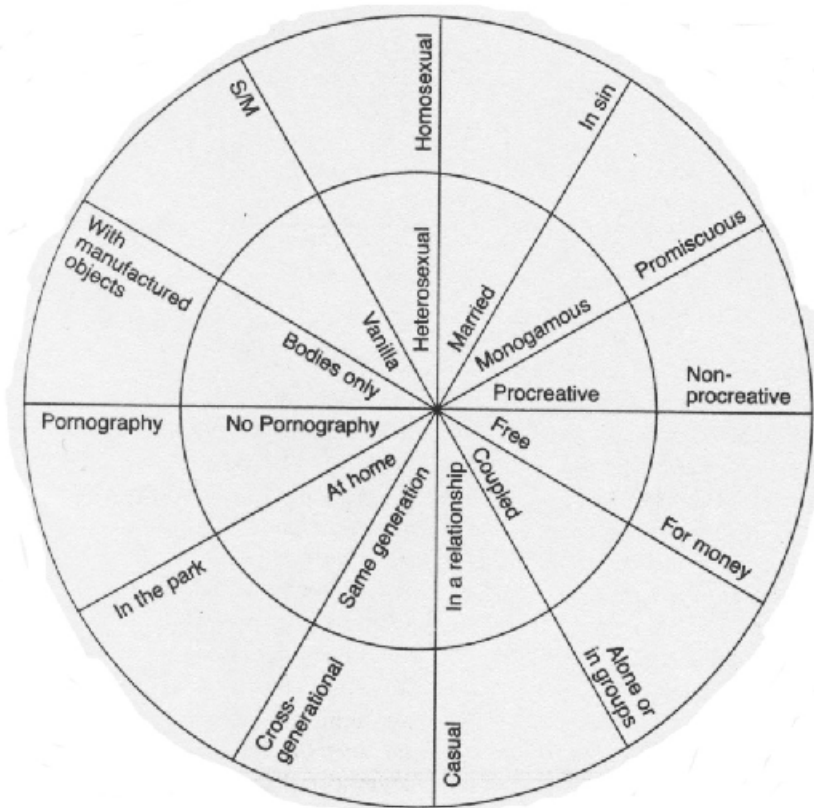 Homosexual
Heterosexual
In sin
Married
Promiscuous
Monogamous
Non-
procreative
Procreative
For money
Free
Alone or
in groups
Coupled
Casual
In a relationship
Cross-
generational
Same generation
In the park
At home
Pornography
No Pornography
With
manufactured
objects
Bodies only
S/M
Vanilla